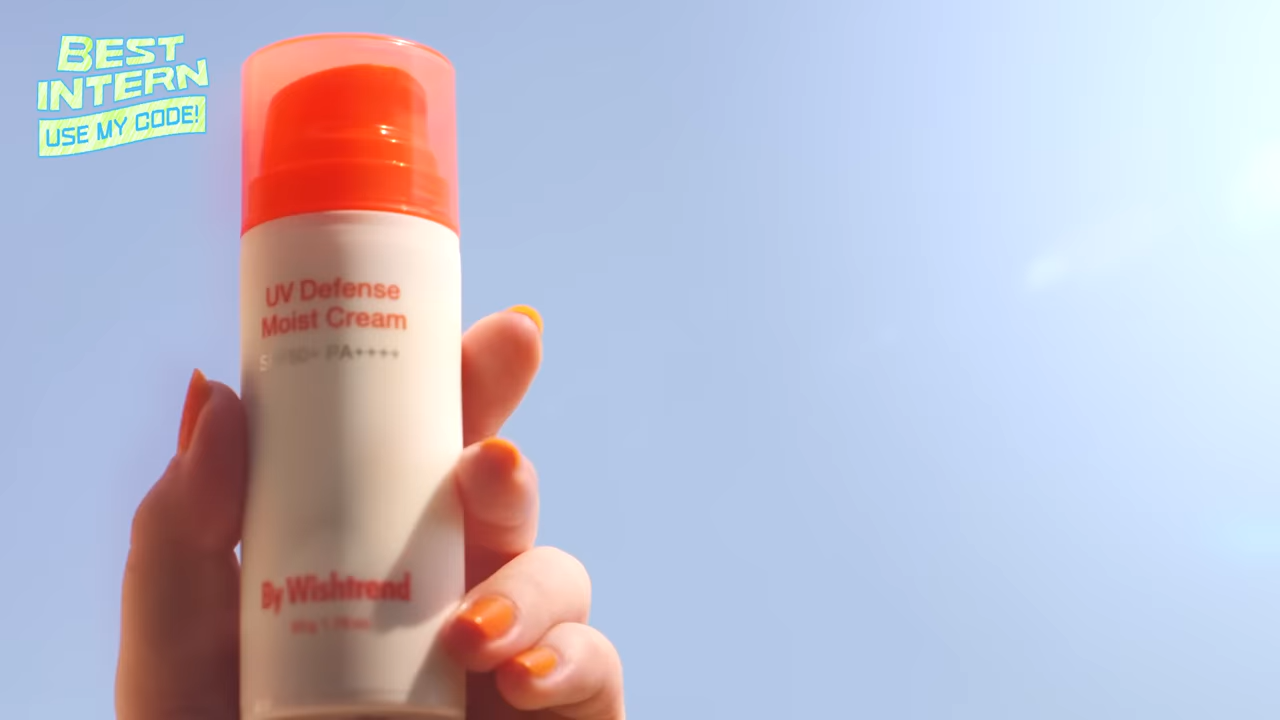 BEST
INTERN
USE MY CODE!
UV Defense
Moist Cream
PA++++
By Wishtrend